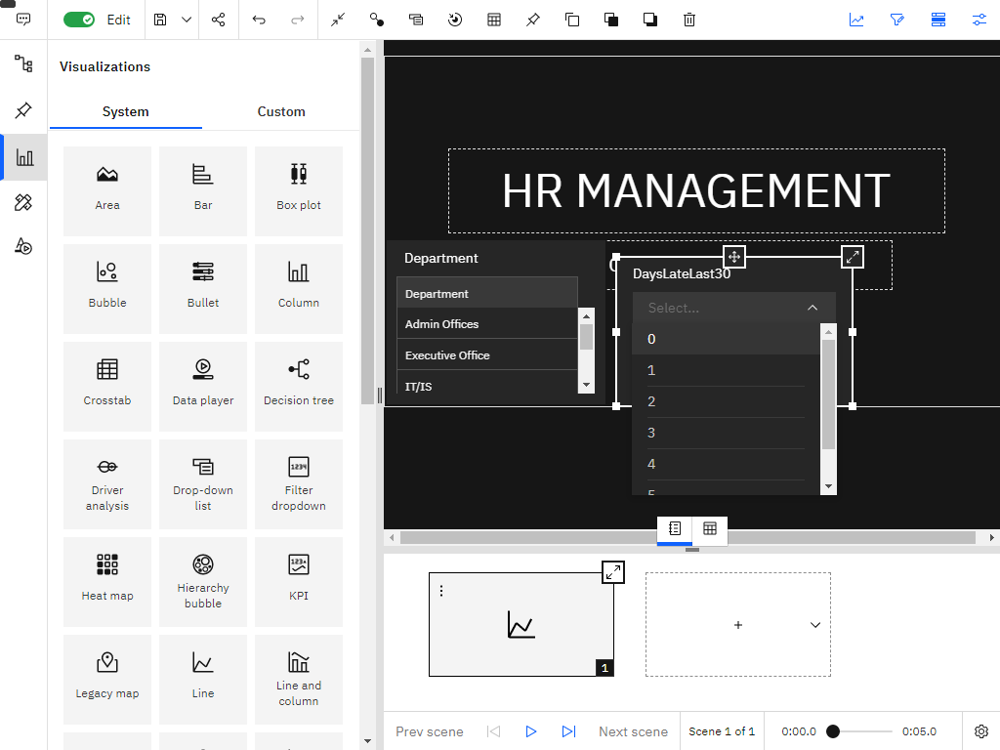 Edit
Visualizations
System
Custom
Area
Bar
Box plot
Bubble
Bullet
Column
Crosstab
Data player
Decision tree
Driver
analysis
Drop-down
list
Filter
dropdown
Heat map
Hierarchy
bubble
KPI
Legacy map
Line
Line and
column
HR MANAGEMENT
Department
Department
Admin Offices
Executive Office
IT/IS
DaysLateLast30
Select...
0
1
2
3
4
5
1
Prev scene
Next scene
Scene 1 of 1
0:00.0
0:05.0